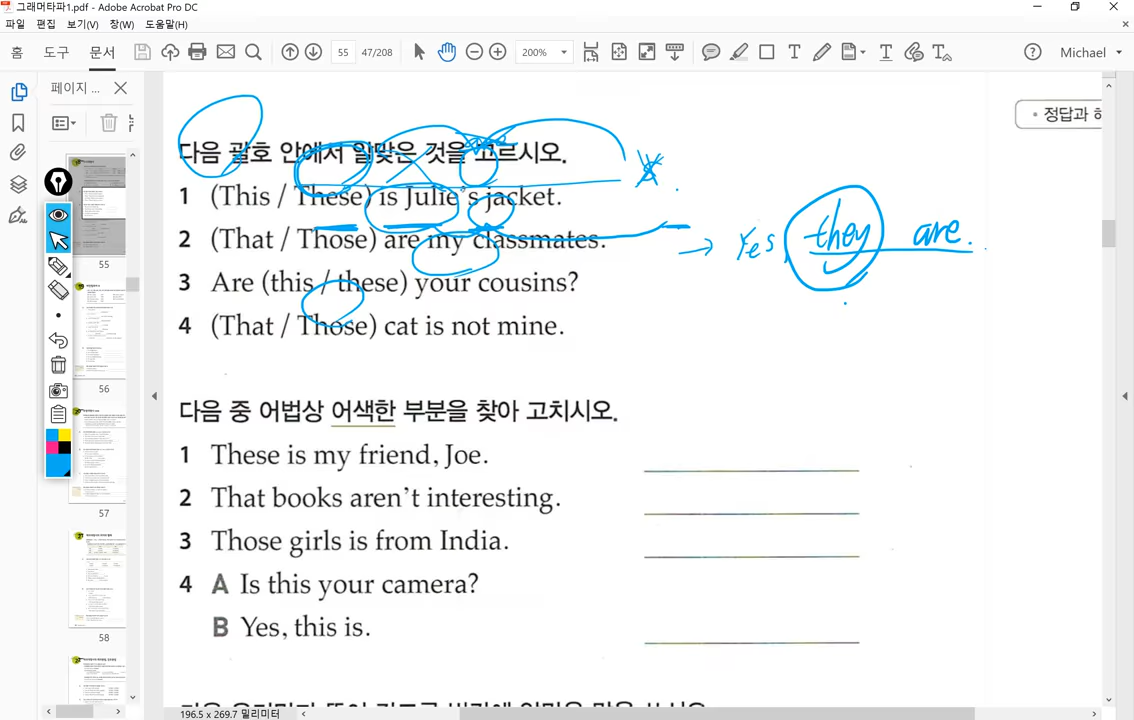 그래머타파1.pdf - Adobe Acrobat Pro DC
파일 편집 보기(V) 창(W) 도움말(H)
홈 도구 문서 55 47/208 200% Michael
페이지 ...
정답과 해
다음 괄호 안에서 알맞은 것을 고르시오.
1 (This / These) is Julie's jacket.
2 (That / Those) are my classmates.
→ Yes, they are.
3 Are (this / these) your cousins?
4 (That / Those) cat is not mine.
다음 중 어법상 어색한 부분을 찾아 고치시오.
1 These is my friend, Joe.
2 That books aren't interesting.
3 Those girls is from India.
4 A Is this your camera?
B Yes, this is.
55
56
57
58
196.5 x 269.7 밀리미터